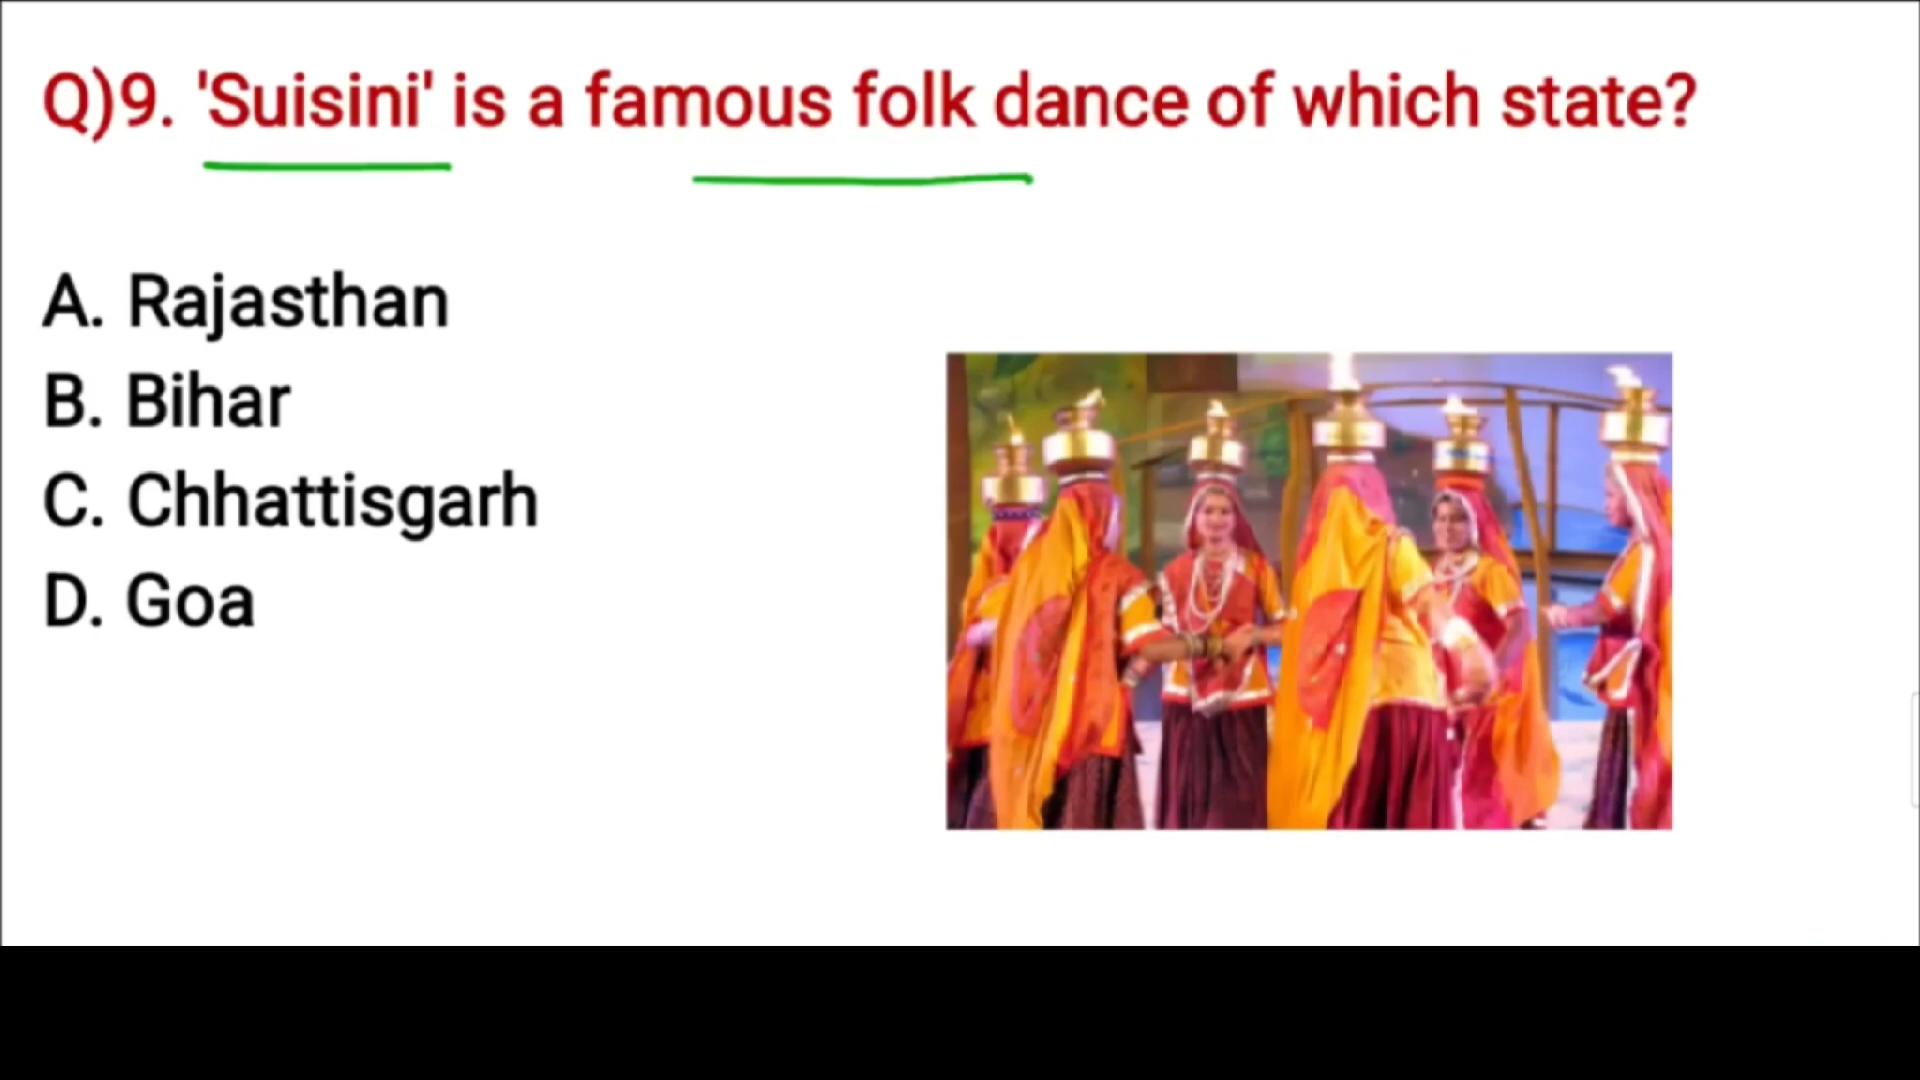 Q)9. 'Suisini' is a famous folk dance of which state?
A. Rajasthan
B. Bihar
C. Chhattisgarh
D. Goa